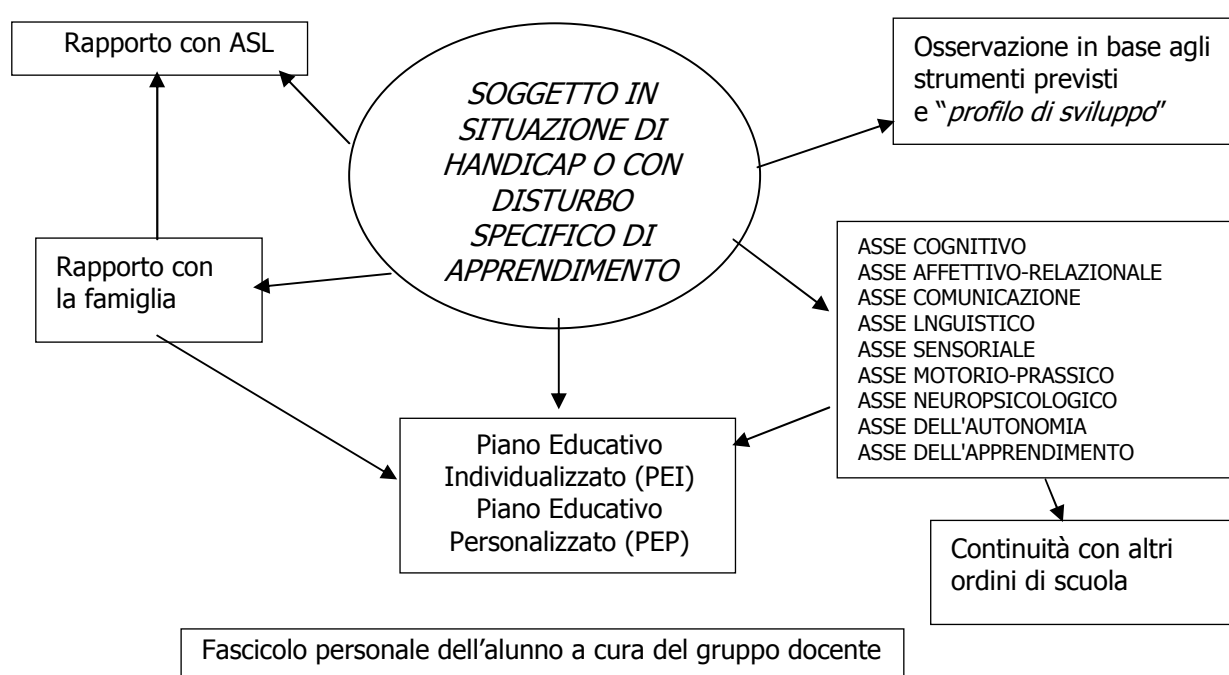 Rapporto con ASL
SOGGETTO IN
SITUAZIONE DI
HANDICAP O CON
DISTURBO
SPECIFICO DI
APPRENDIMENTO
Osservazione in base agli
strumenti previsti
e “profilo di sviluppo”
Rapporto con
la famiglia
ASSE COGNITIVO
ASSE AFFETTIVO-RELAZIONALE
ASSE COMUNICAZIONE
ASSE LNGUISTICO
ASSE SENSORIALE
ASSE MOTORIO-PRASSICO
ASSE NEUROPSICOLOGICO
ASSE DELL'AUTONOMIA
ASSE DELL'APPRENDIMENTO
Piano Educativo
Individualizzato (PEI)
Piano Educativo
Personalizzato (PEP)
Continuità con altri
ordini di scuola
Fascicolo personale dell’alunno a cura del gruppo docente